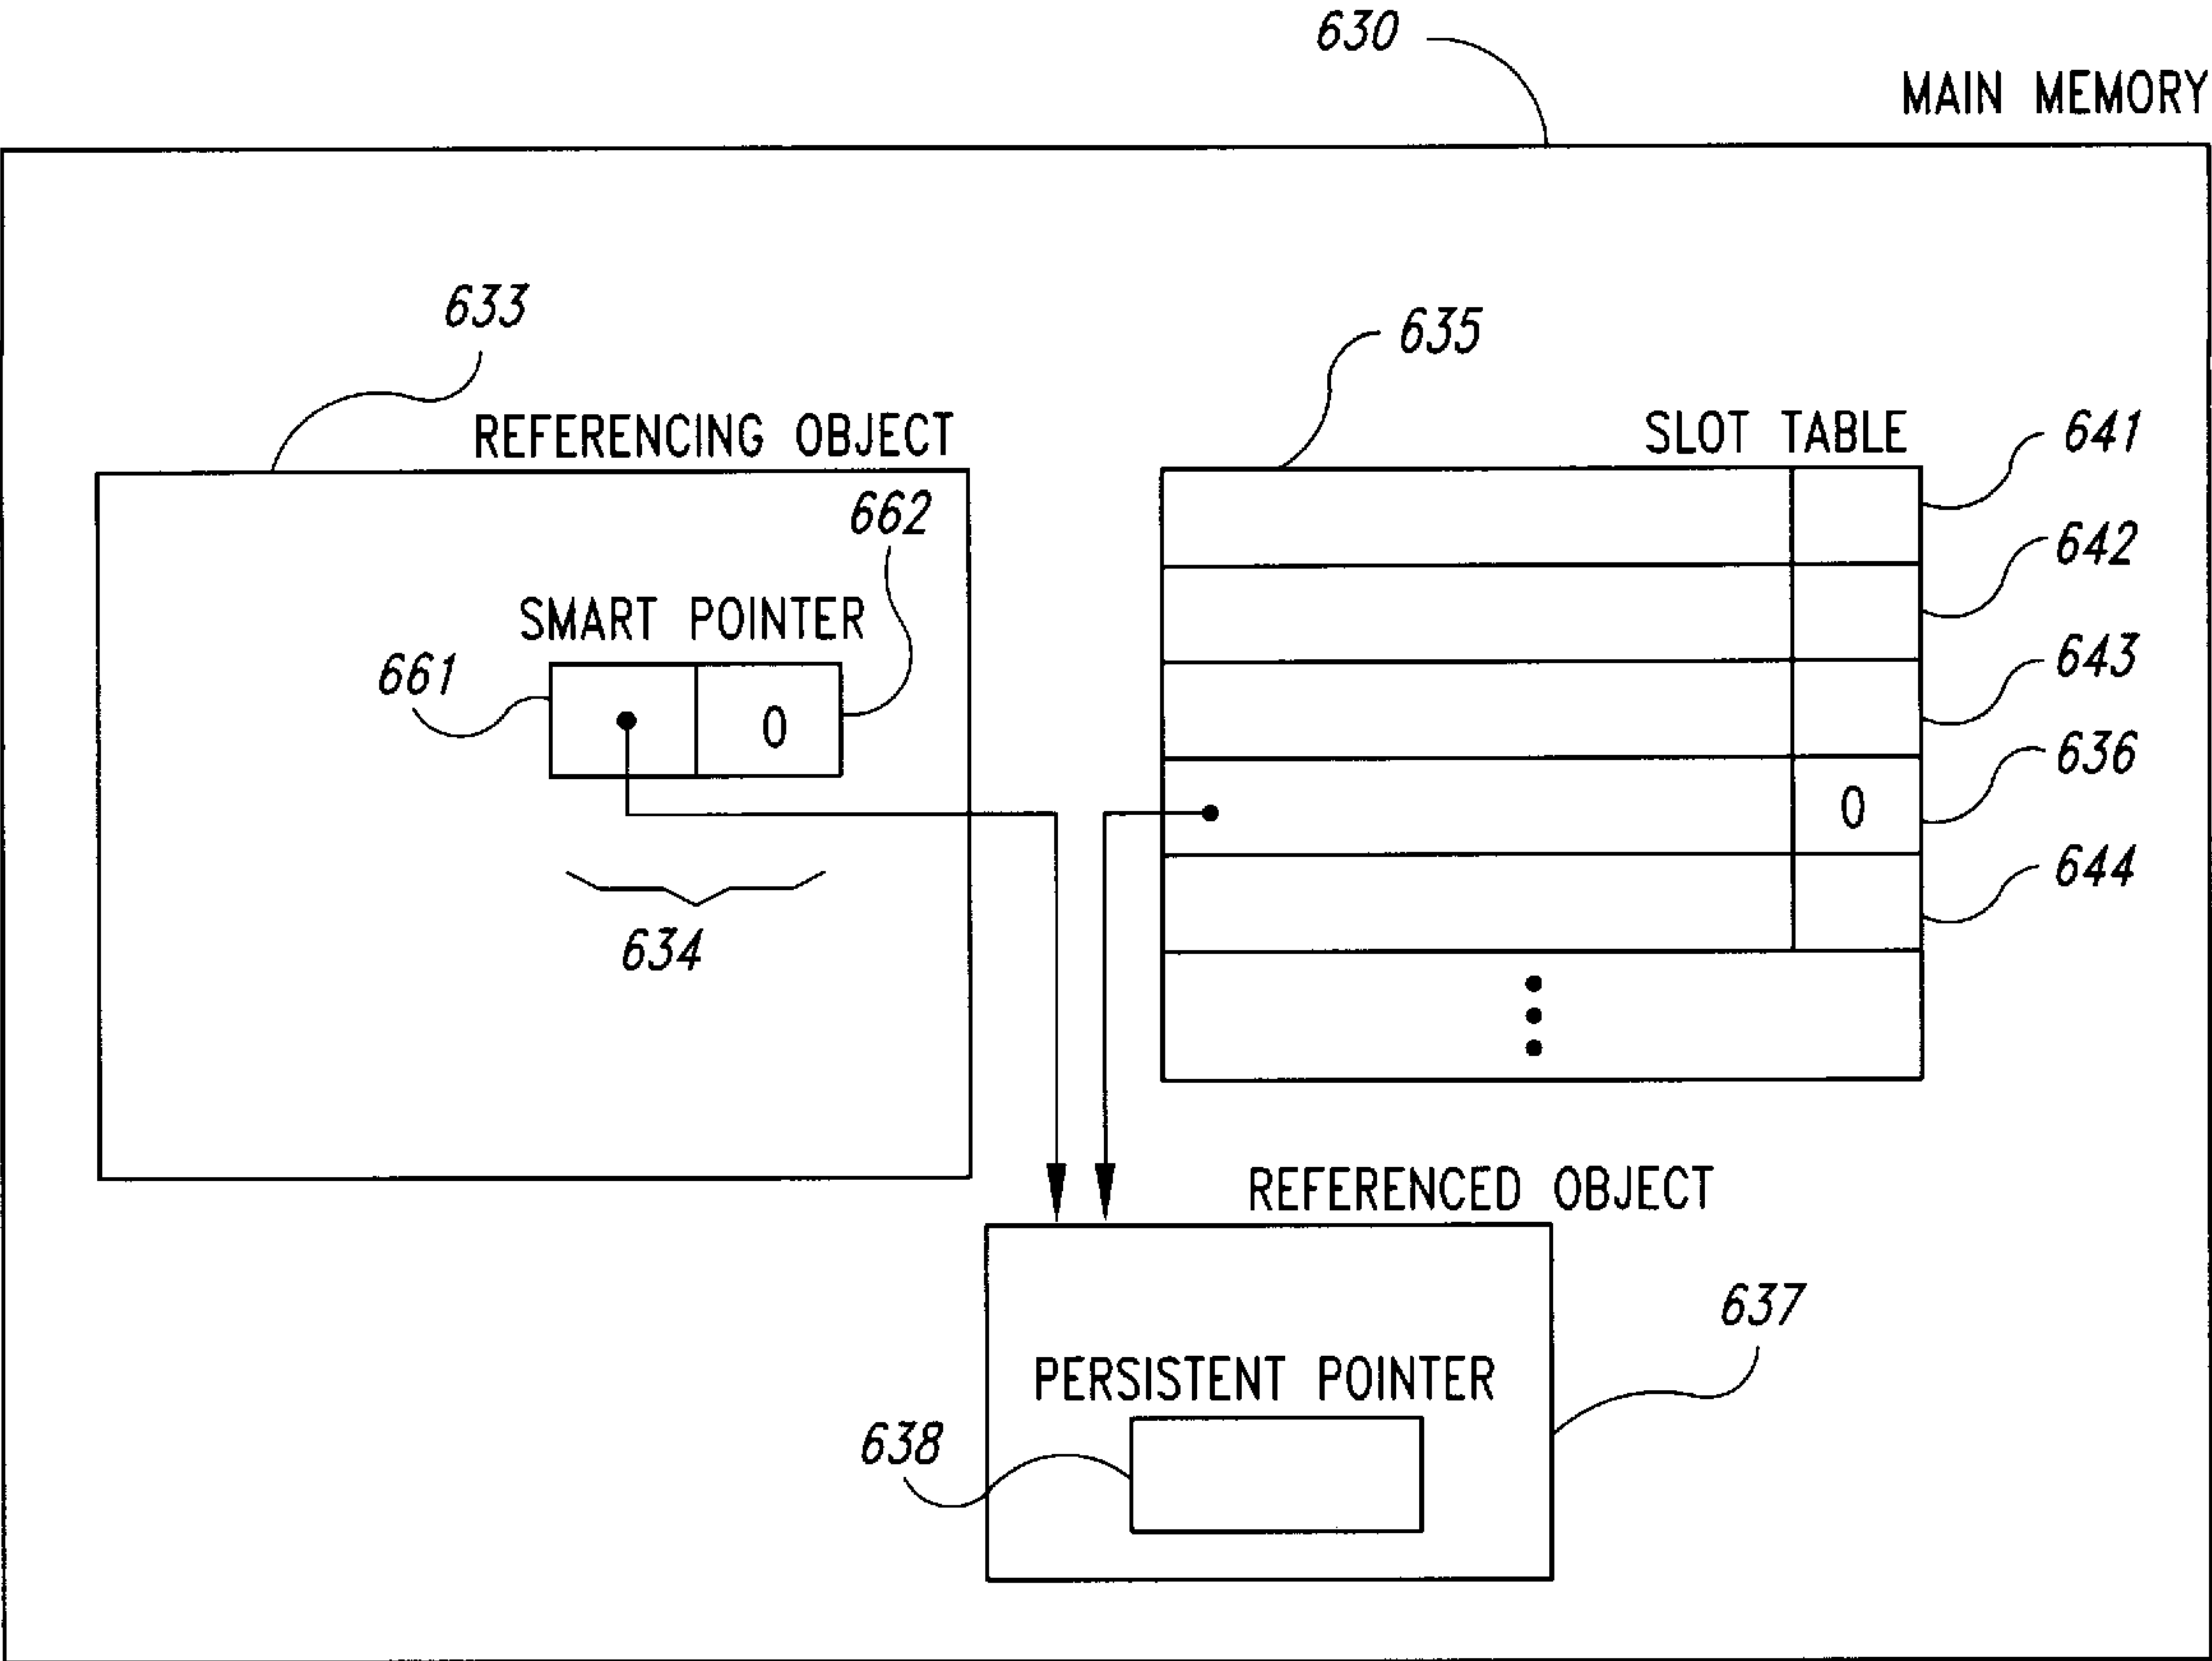 630
MAIN MEMORY
633
635
REFERENCING OBJECT
SLOT TABLE
641
662
642
SMART POINTER
643
661
0
636
0
644
634
REFERENCED OBJECT
637
PERSISTENT POINTER
638